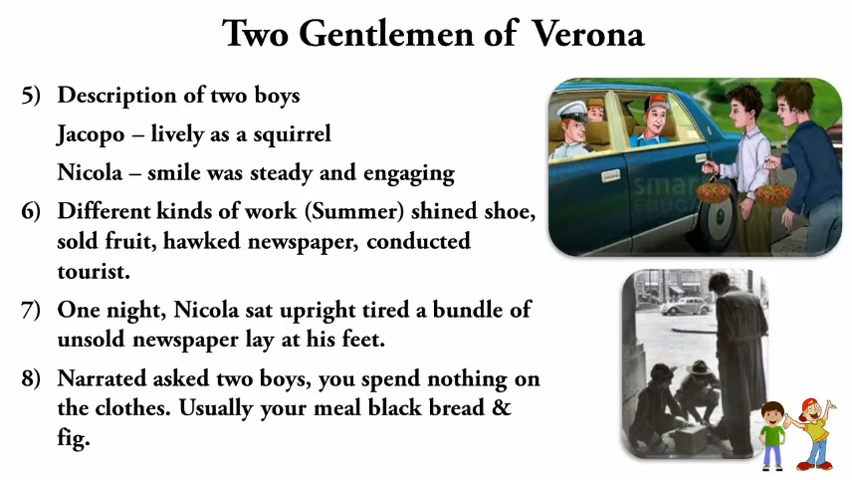 Two Gentlemen of Verona
5) Description of two boys
Jacopo – lively as a squirrel
Nicola – smile was steady and engaging
6) Different kinds of work (Summer) shined shoe,
sold fruit, hawked newspaper, conducted
tourist.
7) One night, Nicola sat upright tired a bundle of
unsold newspaper lay at his feet.
8) Narrated asked two boys, you spend nothing on
the clothes. Usually your meal black bread &
fig.